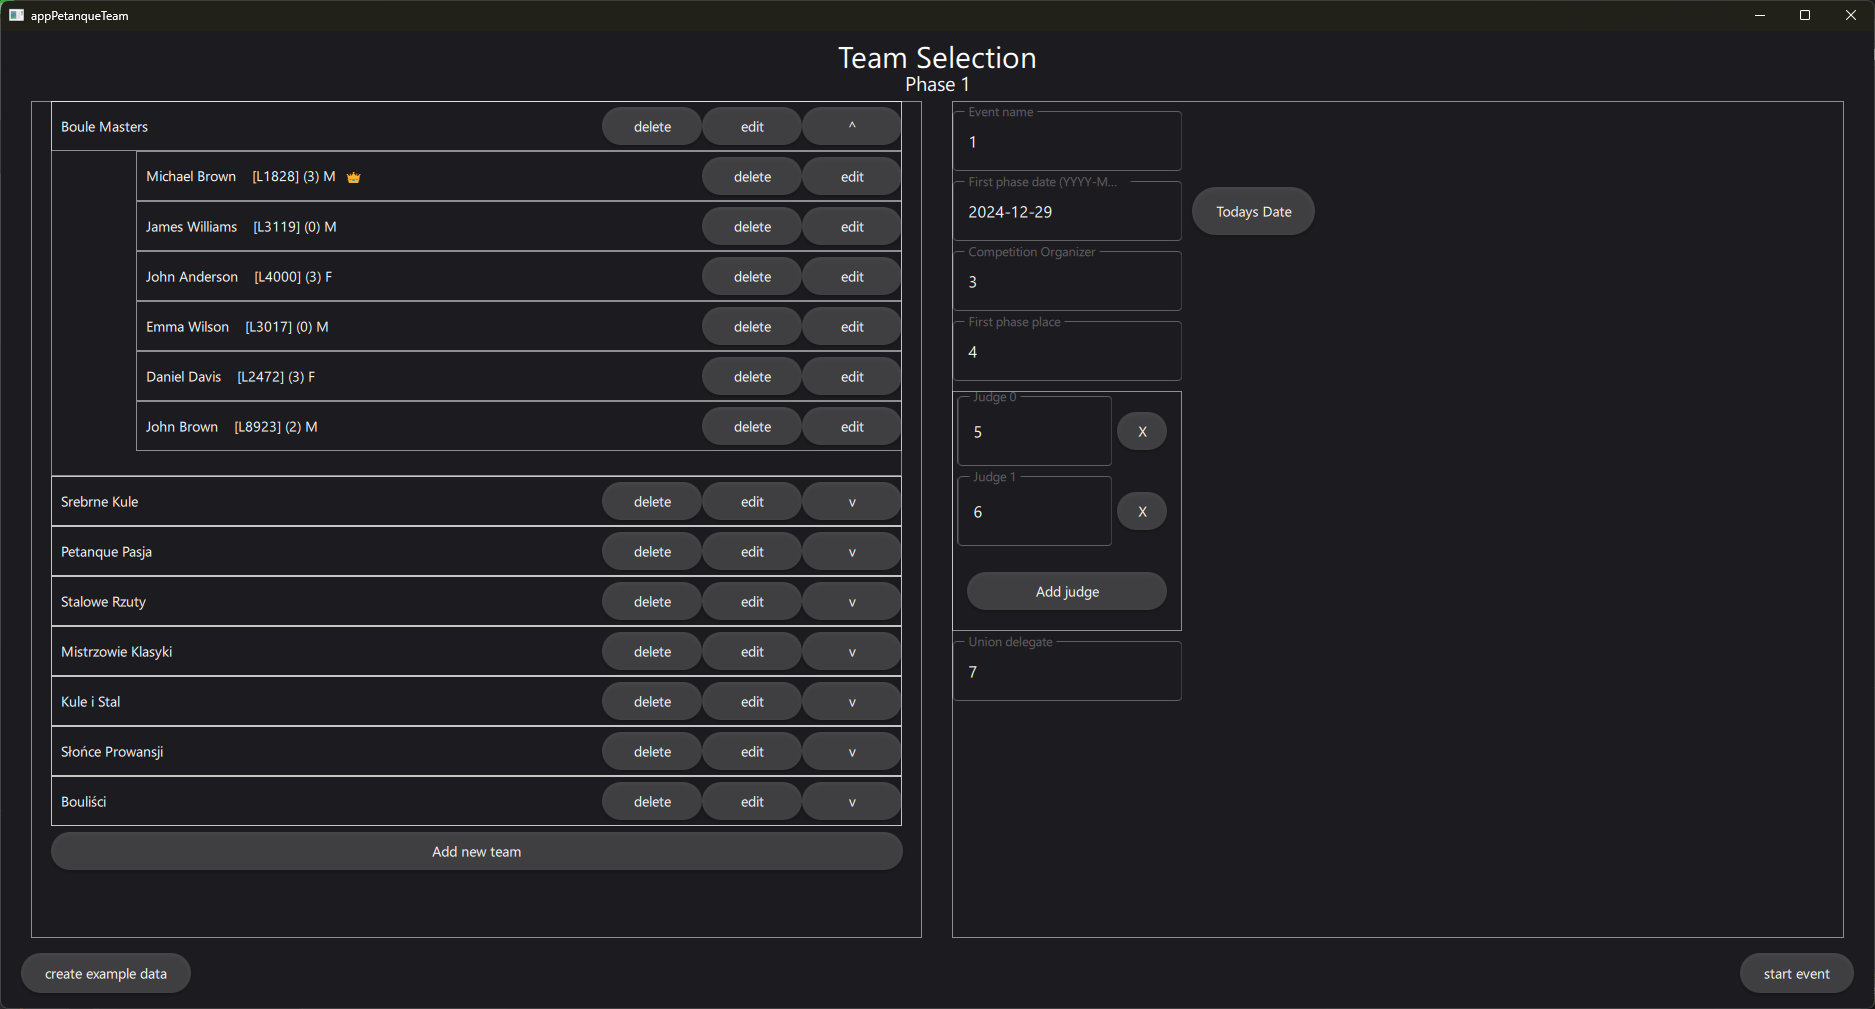 appPetanqueTeam
Team Selection
Phase 1
Boule Masters delete edit ^
Michael Brown [L1828] (3) M delete edit
James Williams [L3119] (0) M delete edit
John Anderson [L4000] (3) F delete edit
Emma Wilson [L3017] (0) M delete edit
Daniel Davis [L2472] (3) F delete edit
John Brown [L8923] (2) M delete edit
Srebrne Kule delete edit v
Petanque Pasja delete edit v
Stalowe Rzuty delete edit v
Mistrzowie Klasyki delete edit v
Kule i Stal delete edit v
Słońce Prowansji delete edit v
Bouliści delete edit v
Add new team
Event name
1
First phase date (YYYY-M...
2024-12-29 Todays Date
Competition Organizer
3
First phase place
4
Judge 0
5 X
Judge 1
6 X
Add judge
Union delegate
7
create example data
start event